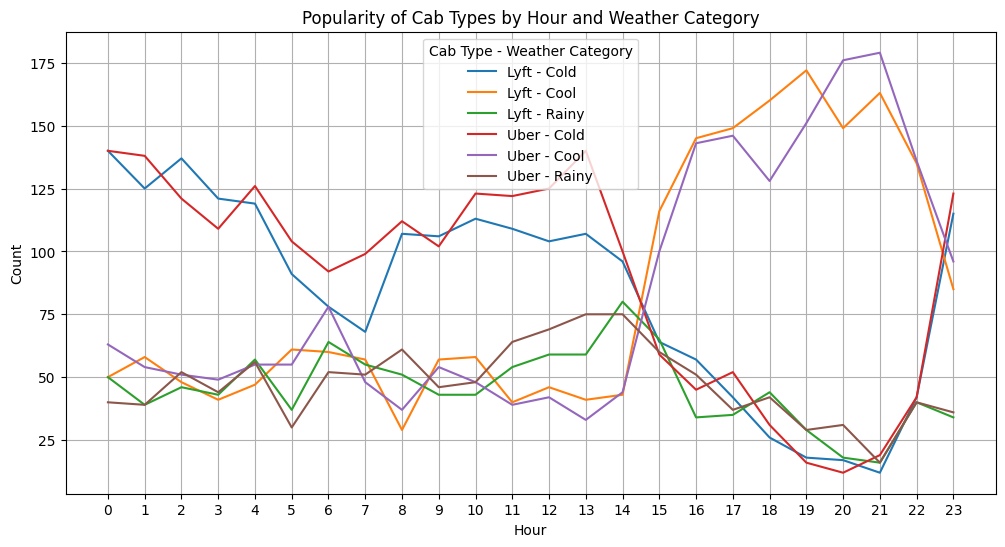 Popularity of Cab Types by Hour and Weather Category
Cab Type - Weather Category
Lyft - Cold
Lyft - Cool
Lyft - Rainy
Uber - Cold
Uber - Cool
Uber - Rainy
175
150
125
100
75
50
25
Count
0 1 2 3 4 5 6 7 8 9 10 11 12 13 14 15 16 17 18 19 20 21 22 23
Hour